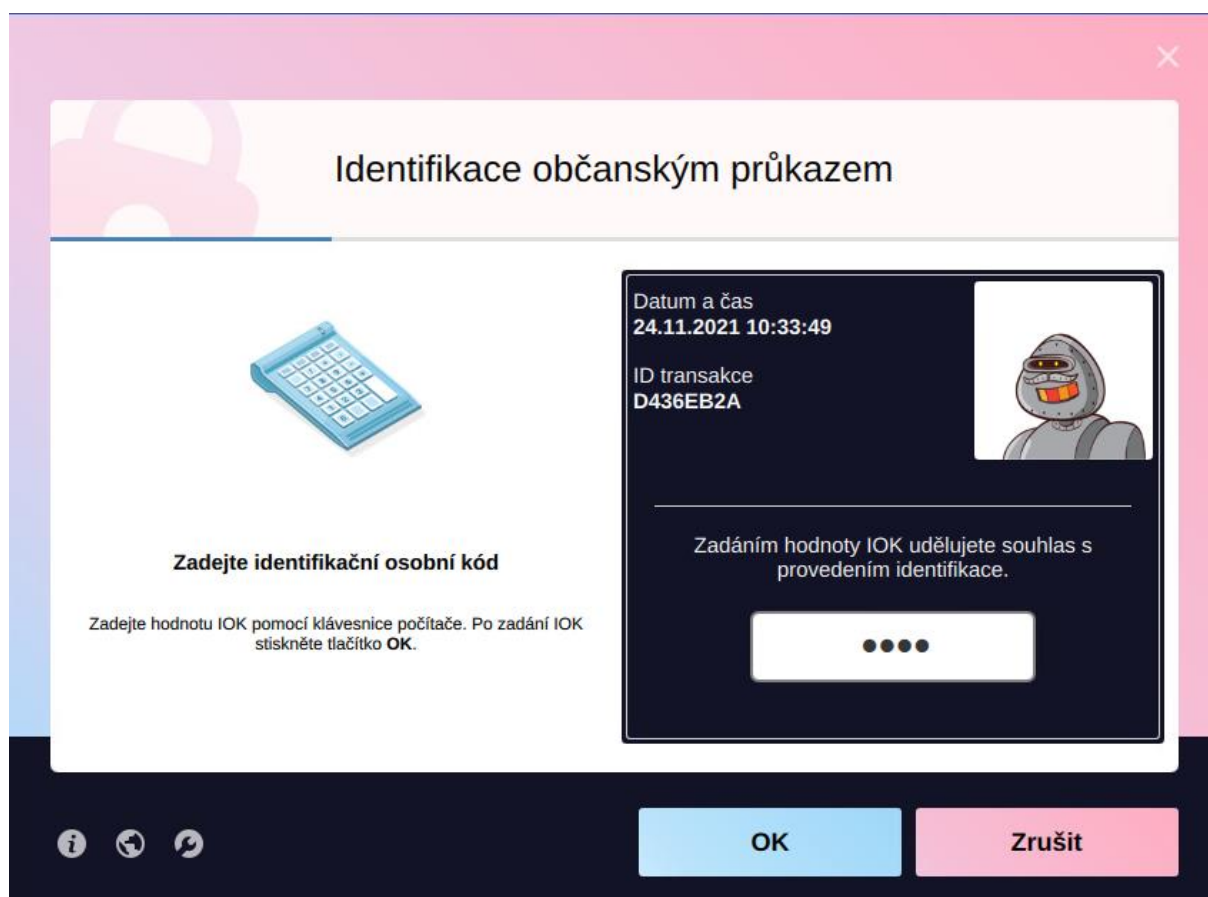 Identifikace občanským průkazem
Datum a čas
24.11.2021 10:33:49
ID transakce
D436EB2A
Zadejte identifikační osobní kód
Zadejte hodnotu IOK pomocí klávesnice počítače. Po zadání IOK
stiskněte tlačítko OK.
Zadáním hodnoty IOK udělujete souhlas s
provedením identifikace.
OK
Zrušit